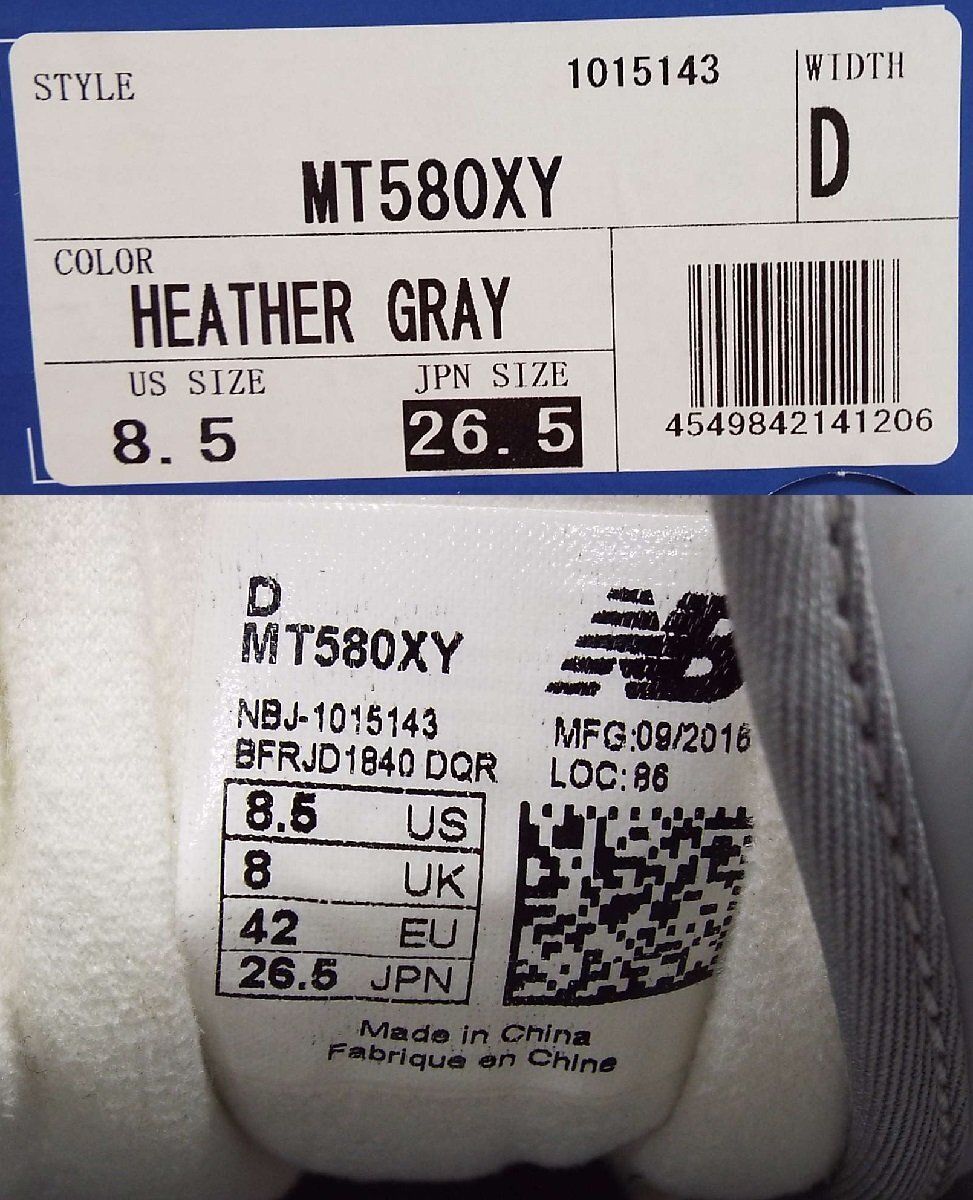 STYLE
1015143
WIDTH
D
MT580XY
COLOR
HEATHER GRAY
US SIZE
JPN SIZE
8.5
26.5
4549842141206
D
MT580XY
NB
NBJ-1015143
BFRJD1840 DQR
MFG:09/2016
LOC:86
8.5 US
8 UK
42 EU
26.5 JPN
Made in China
Fabriqué en Chine